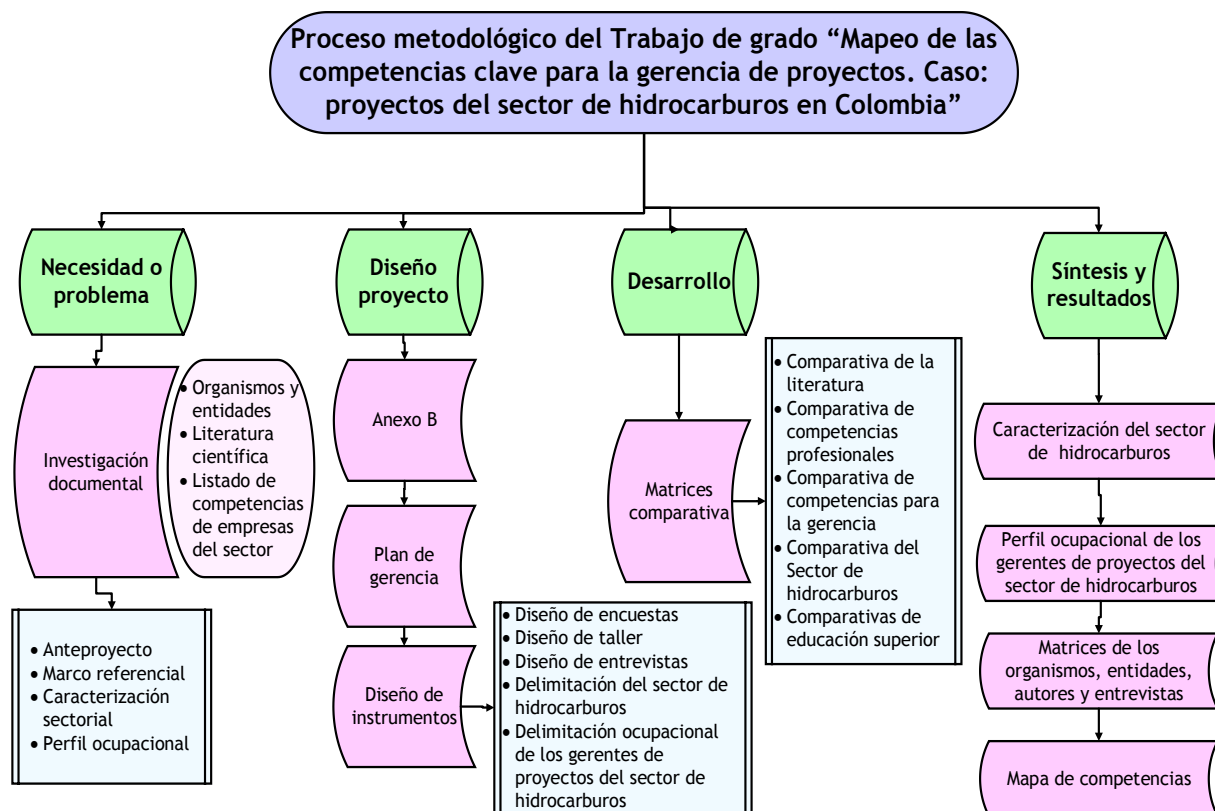 Proceso metodológico del Trabajo de grado “Mapeo de las
competencias clave para la gerencia de proyectos. Caso:
proyectos del sector de hidrocarburos en Colombia”
Necesidad o
problema
Investigación
documental
• Organismos y
entidades
• Literatura
científica
• Listado de
competencias
de empresas
del sector
• Anteproyecto
• Marco referencial
• Caracterización
sectorial
• Perfil ocupacional
Diseño
proyecto
Anexo B
Plan de
gerencia
Diseño de
instrumentos
• Diseño de encuestas
• Diseño de taller
• Diseño de entrevistas
• Delimitación del sector de
hidrocarburos
• Delimitación ocupacional
de los gerentes de
proyectos del sector de
hidrocarburos
Desarrollo
Matrices
comparativa
• Comparativa de la
literatura
• Comparativa de
competencias
profesionales
• Comparativa de
competencias para
la gerencia
• Comparativa del
Sector de
hidrocarburos
• Comparativas de
educación superior
Síntesis y
resultados
Caracterización del sector
de hidrocarburos
Perfil ocupacional de los
gerentes de proyectos del
sector de hidrocarburos
Matrices de los
organismos, entidades,
autores y entrevistas
Mapa de competencias